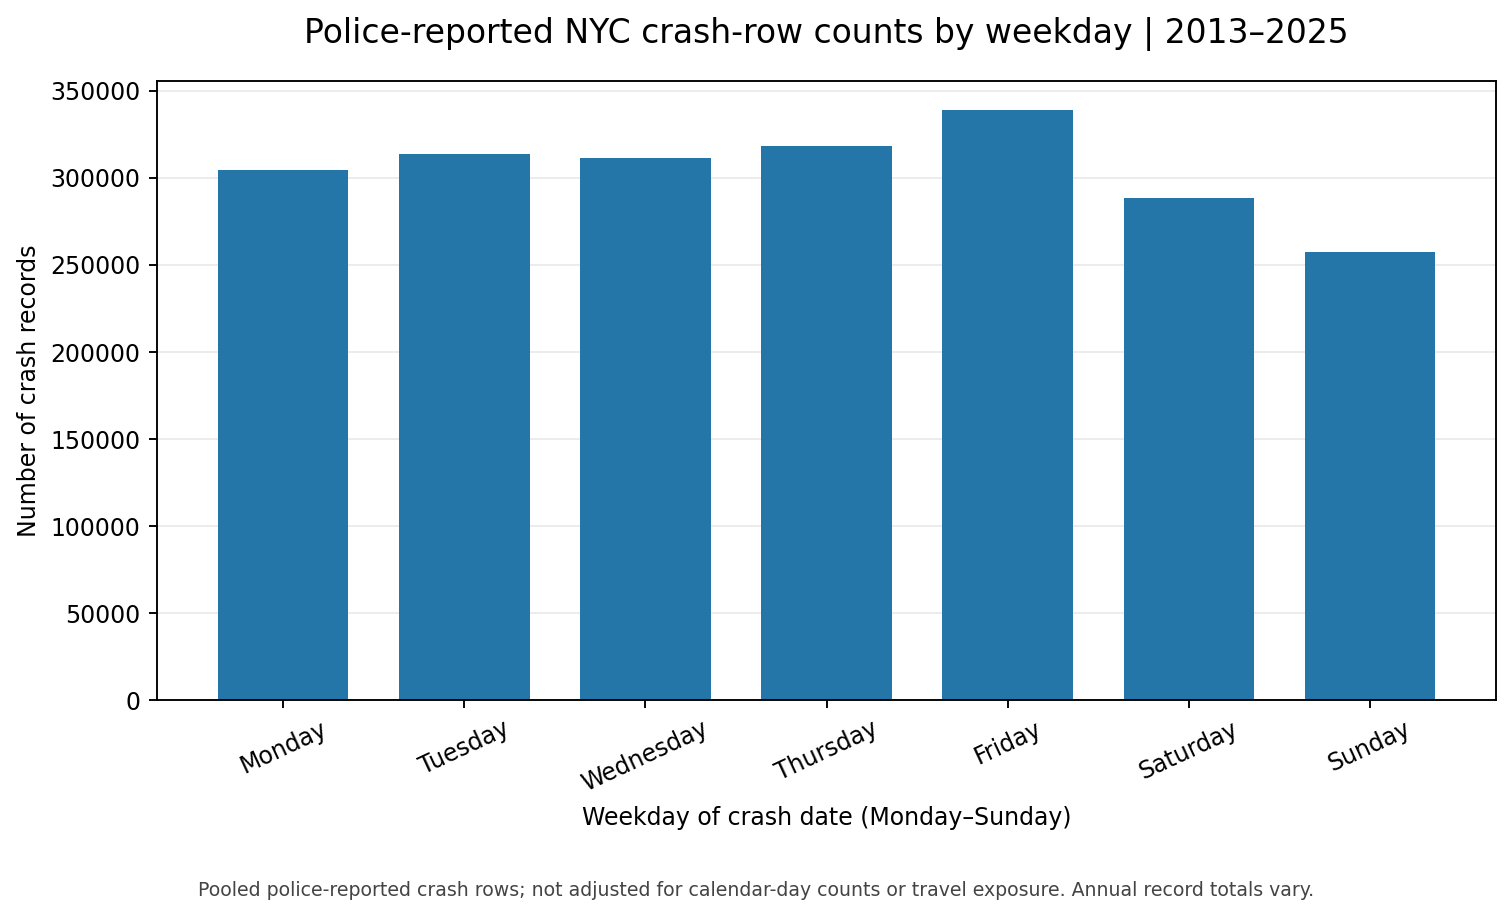 Police-reported NYC crash-row counts by weekday | 2013–2025
Number of crash records
350000
300000
250000
200000
150000
100000
50000
0
Monday
Tuesday
Wednesday
Thursday
Friday
Saturday
Sunday
Weekday of crash date (Monday–Sunday)
Pooled police-reported crash rows; not adjusted for calendar-day counts or travel exposure. Annual record totals vary.